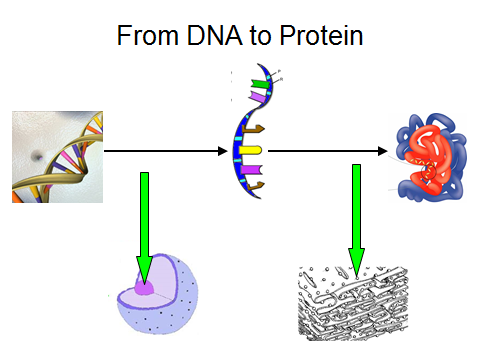 From DNA to Protein